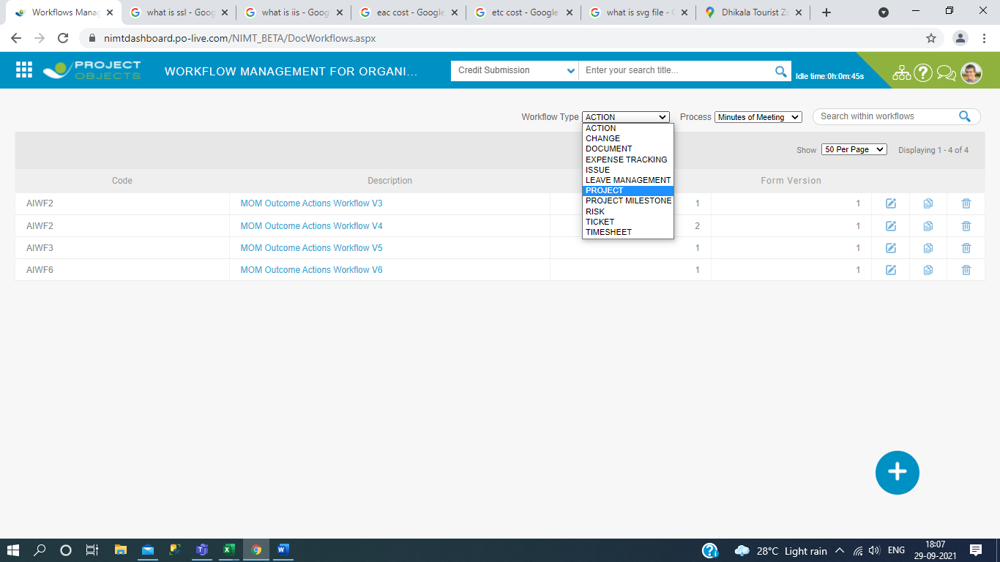 Workflows Mana
what is ssl - Goog
what is iis - Goog
eac cost - Google
etc cost - Google
what is svg file - G
Dhikala Tourist Zo
nimtdashboard.po-live.com/NIMT_BETA/DocWorkflows.aspx
PROJECT
OBJECTS
WORKFLOW MANAGEMENT FOR ORGANI...
Credit Submission
Enter your search title...
Idle time:0h:0m:45s
Workflow Type ACTION
Process Minutes of Meeting
Search within workflows
ACTION
CHANGE
DOCUMENT
EXPENSE TRACKING
ISSUE
LEAVE MANAGEMENT
PROJECT
PROJECT MILESTONE
RISK
TICKET
TIMESHEET
Show 50 Per Page Displaying 1 - 4 of 4
Code Description Form Version
AIWF2 MOM Outcome Actions Workflow V3 1 1
AIWF2 MOM Outcome Actions Workflow V4 2 1
AIWF3 MOM Outcome Actions Workflow V5 1 1
AIWF6 MOM Outcome Actions Workflow V6 1 1
28°C Light rain ENG
18:07
29-09-2021